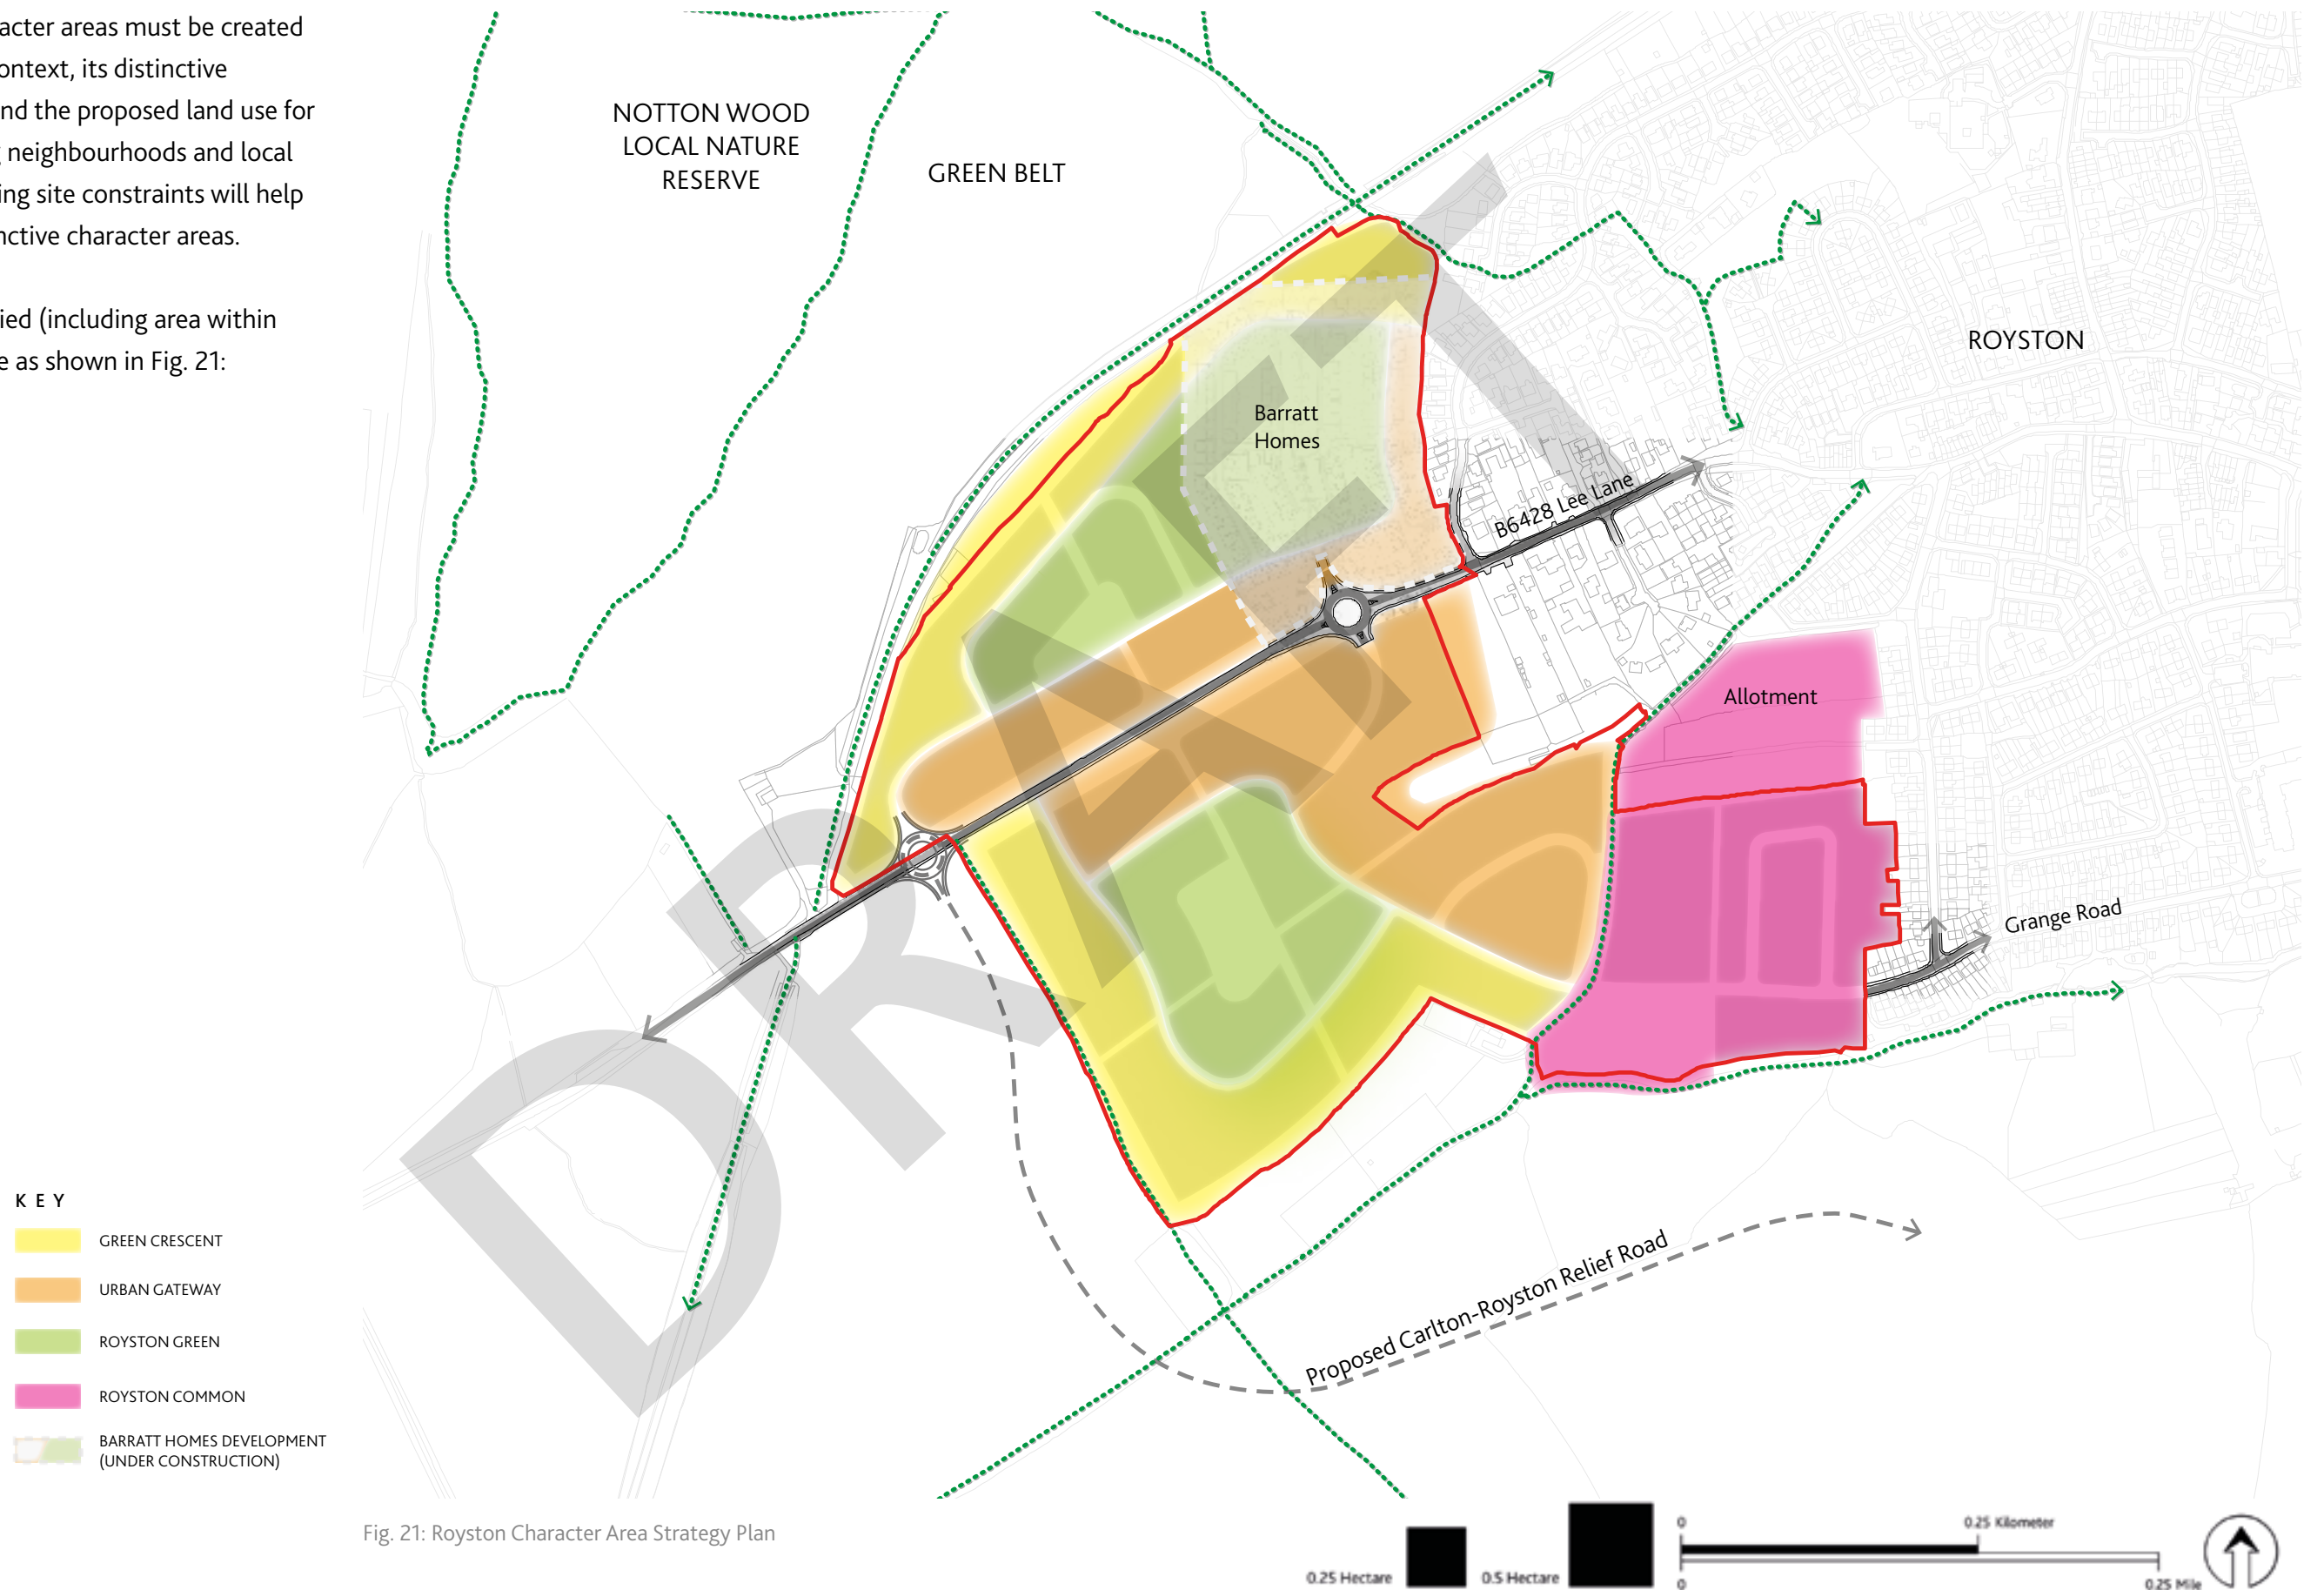 acter areas must be created
ontext, its distinctive
nd the proposed land use for
neighbourhoods and local
ing site constraints will help
nctive character areas.
ied (including area within
e as shown in Fig. 21:
NOTTON WOOD
LOCAL NATURE
RESERVE
GREEN BELT
ROYSTON
Barratt
Homes
B6428 Lee Lane
Allotment
Grange Road
Proposed Carlton-Royston Relief Road
DRAFT
KEY
GREEN CRESCENT
URBAN GATEWAY
ROYSTON GREEN
ROYSTON COMMON
BARRATT HOMES DEVELOPMENT
(UNDER CONSTRUCTION)
Fig. 21: Royston Character Area Strategy Plan
0.25 Hectare
0.5 Hectare
0
0.25 Kilometer
0
0.25 Mile